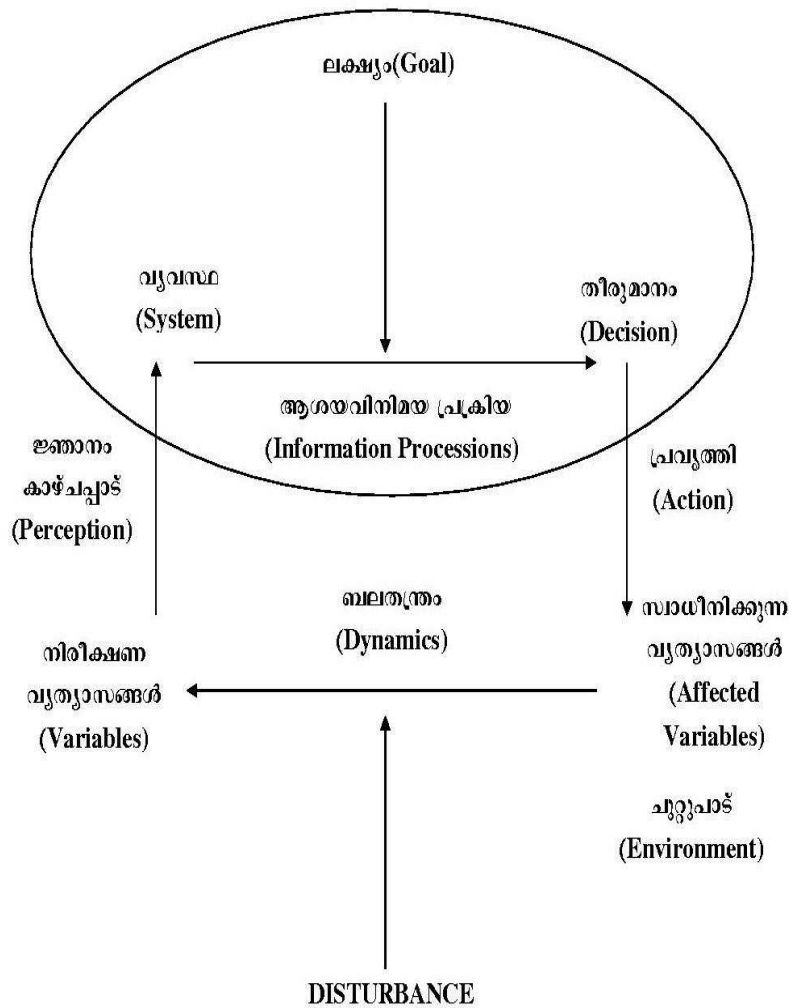 ലക്ഷ്യം(Goal)
വ്യവസ്ഥ
(System)
തീരുമാനം
(Decision)
ആശയവിനിമയ പ്രക്രിയ
(Information Processions)
ജ്ഞാനം
കാഴ്ചപ്പാട്
(Perception)
പ്രവൃത്തി
(Action)
ബലതന്ത്രം
(Dynamics)
നിരീക്ഷണ
വ്യത്യാസങ്ങൾ
(Variables)
സ്വാധീനിക്കുന്ന
വ്യത്യാസങ്ങൾ
(Affected
Variables)
ചുറ്റുപാട്
(Environment)
DISTURBANCE